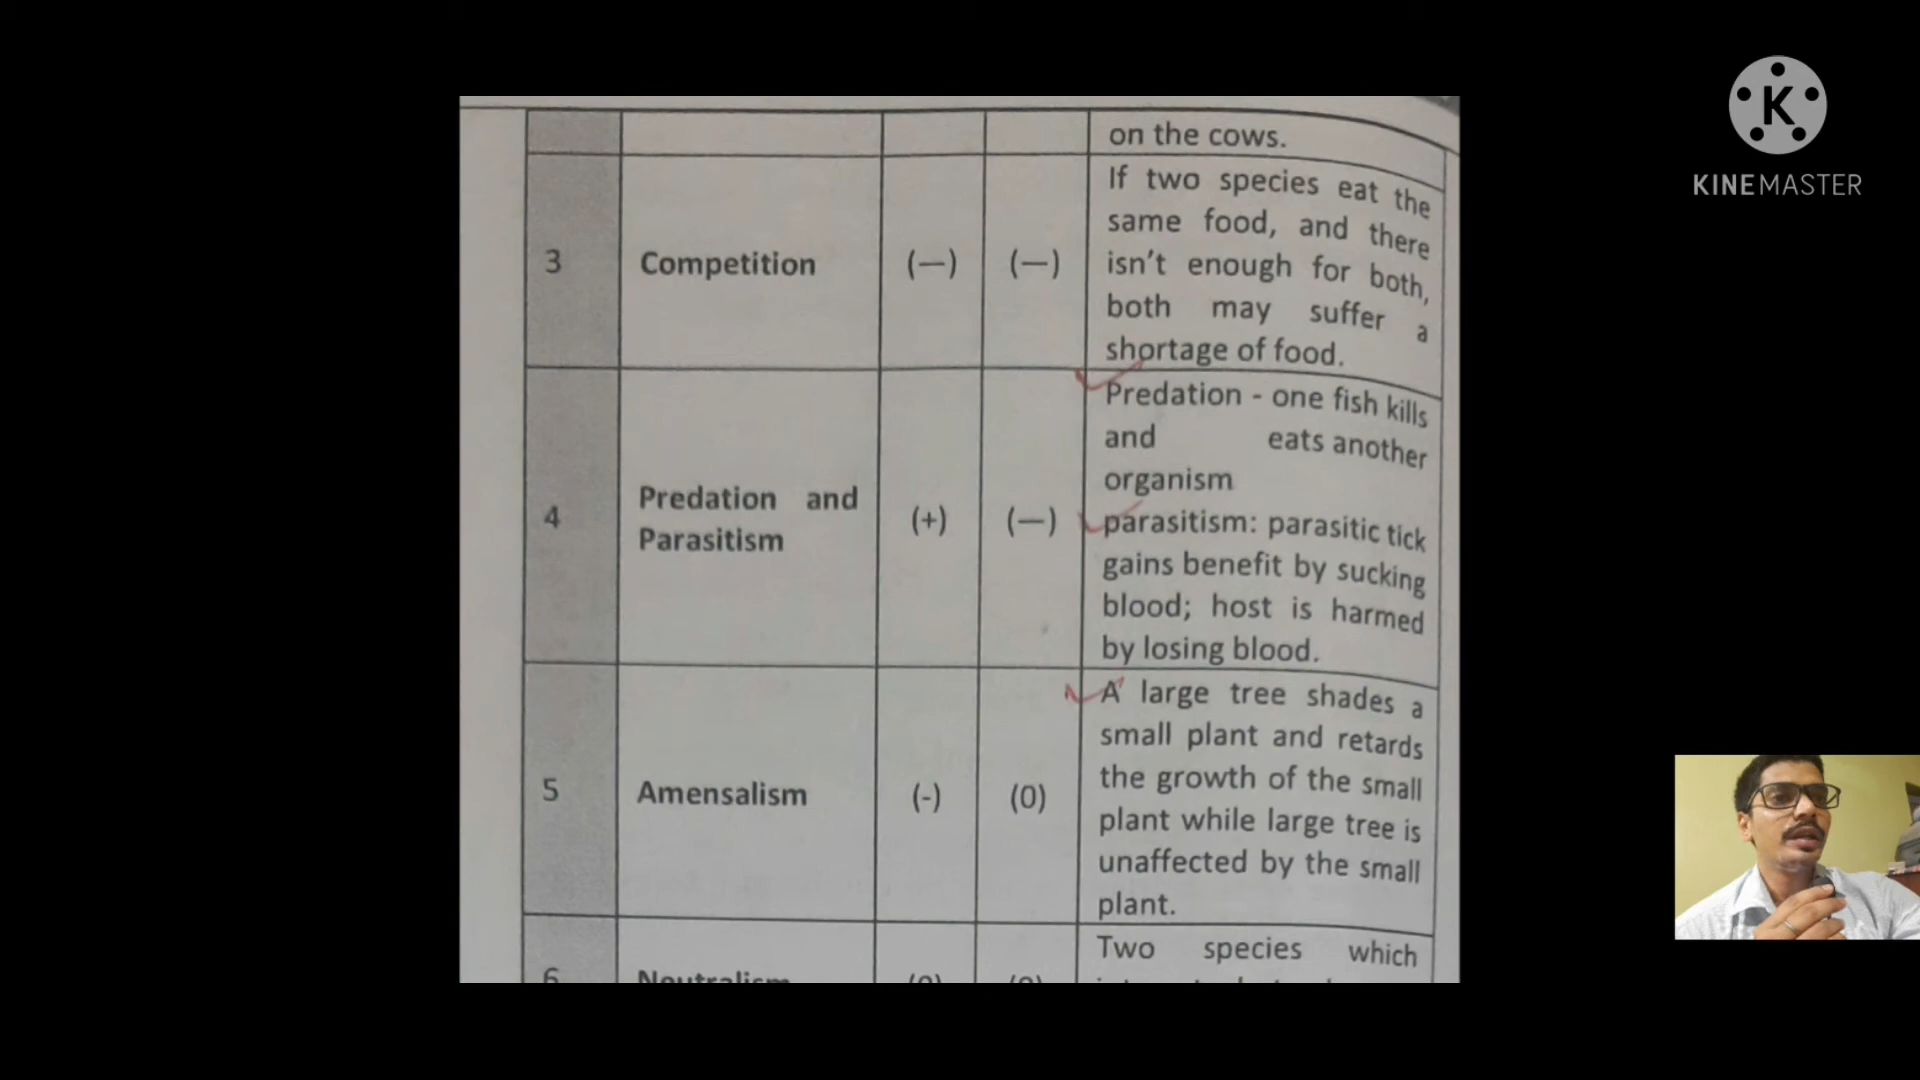 on the cows.
3 Competition (—) (—) If two species eat the
same food, and there
isn't enough for both,
both may suffer a
shortage of food.
4 Predation and Parasitism (+) (—) Predation - one fish kills
and eats another
organism
parasitism: parasitic tick
gains benefit by sucking
blood; host is harmed
by losing blood.
5 Amensalism (-) (0) A large tree shades a
small plant and retards
the growth of the small
plant while large tree is
unaffected by the small
plant.
6 Neutralism (0) (0) Two species which
K
KINEMASTER